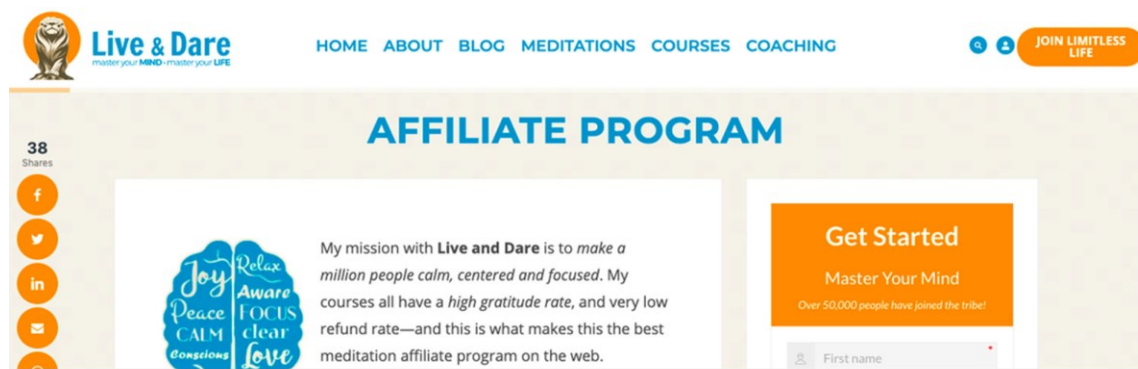 Live & Dare
master your MIND - master your LIFE
HOME ABOUT BLOG MEDITATIONS COURSES COACHING
JOIN LIMITLESS
LIFE
AFFILIATE PROGRAM
38
Shares
Joy Relax
Aware
Peace FOCUS
CALM clear
Conscious Love
My mission with Live and Dare is to make a
million people calm, centered and focused. My
courses all have a high gratitude rate, and very low
refund rate—and this is what makes this the best
meditation affiliate program on the web.
Get Started
Master Your Mind
Over 50,000 people have joined the tribe!
First name
*